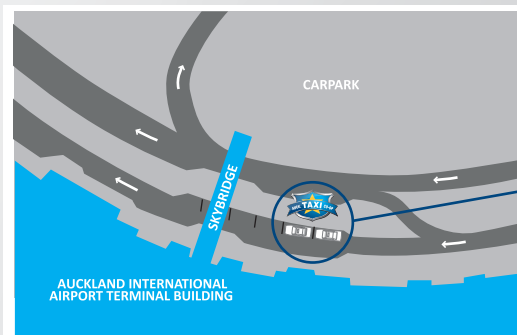 CARPARK
SKYBRIDGE
TAXI
AUCKLAND INTERNATIONAL
AIRPORT TERMINAL BUILDING